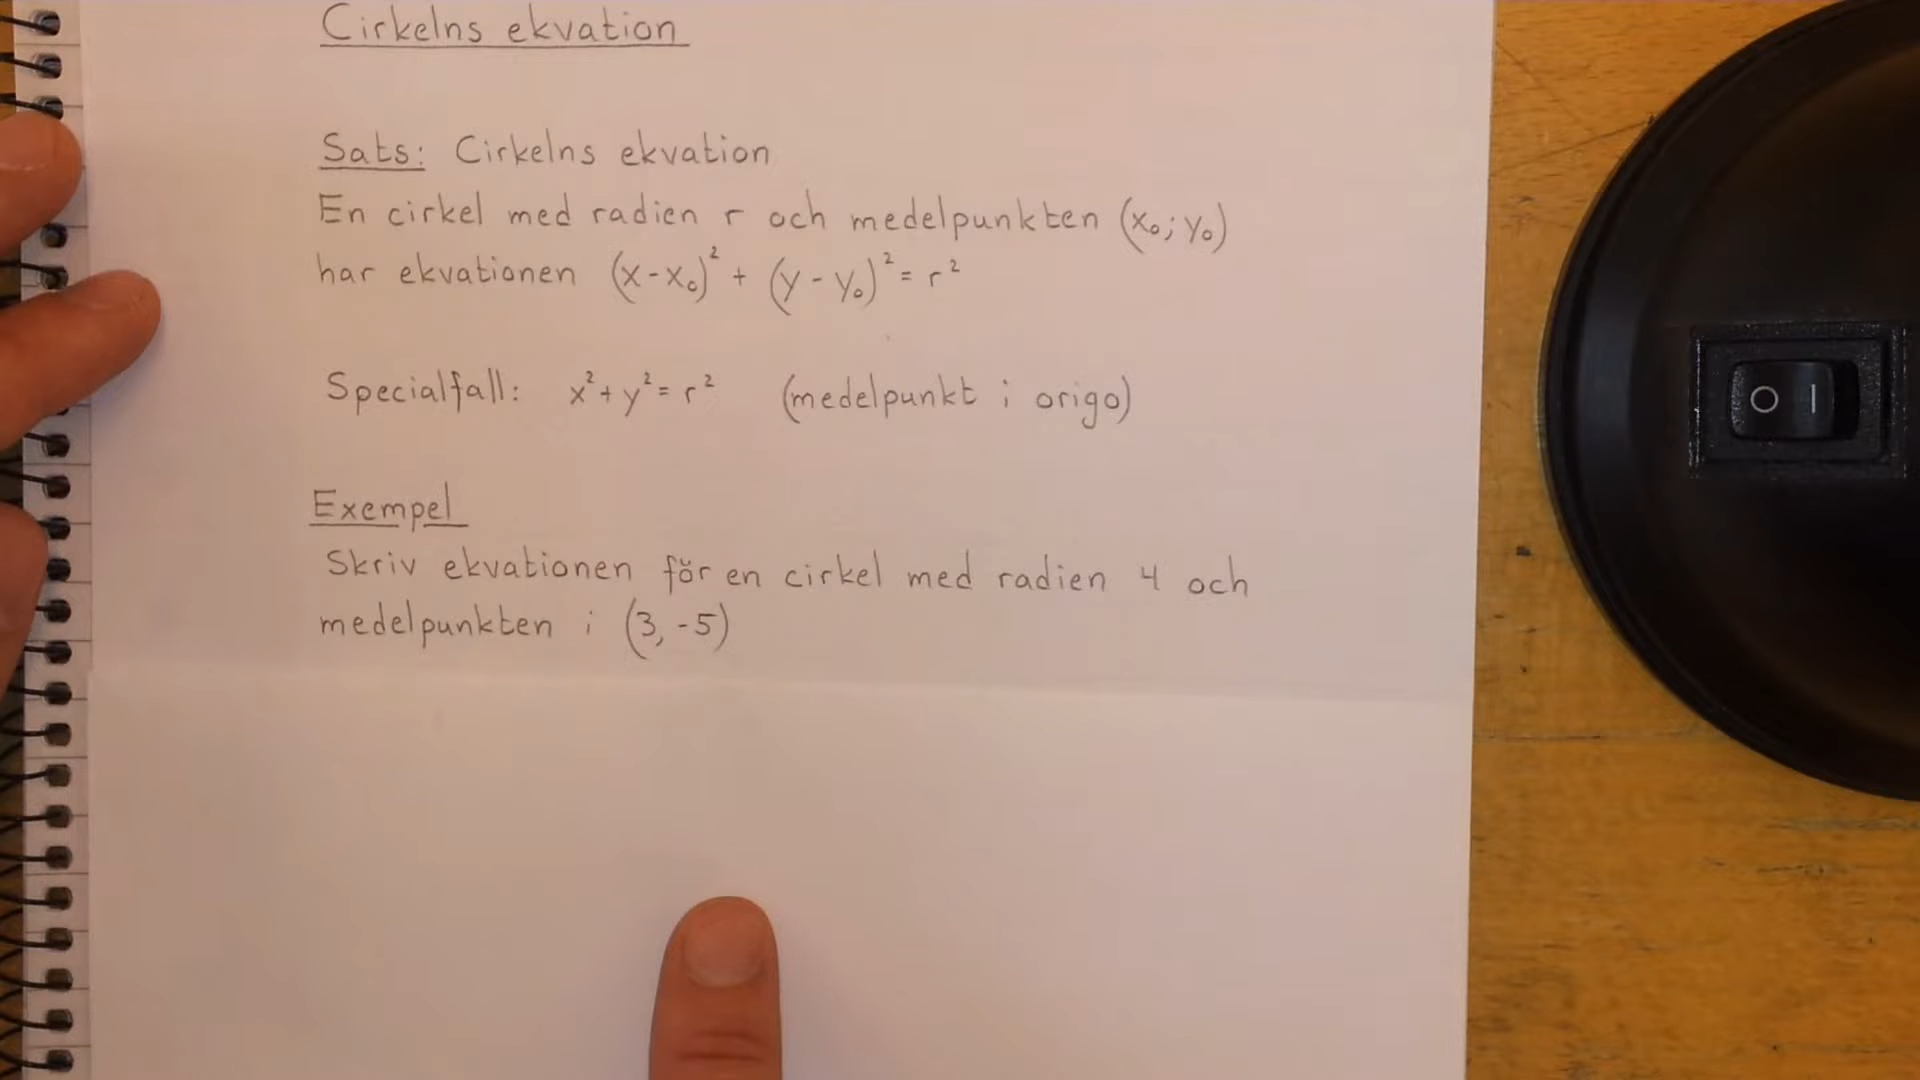 Cirkelns ekvation
Sats: Cirkelns ekvation
En cirkel med radien r och medelpunkten (x₀; y₀)
har ekvationen (x-x₀)² + (y-y₀)² = r²
Specialfall: x²+y²= r² (medelpunkt i origo)
Exempel
Skriv ekvationen för en cirkel med radien 4 och
medelpunkten i (3, -5)
O I